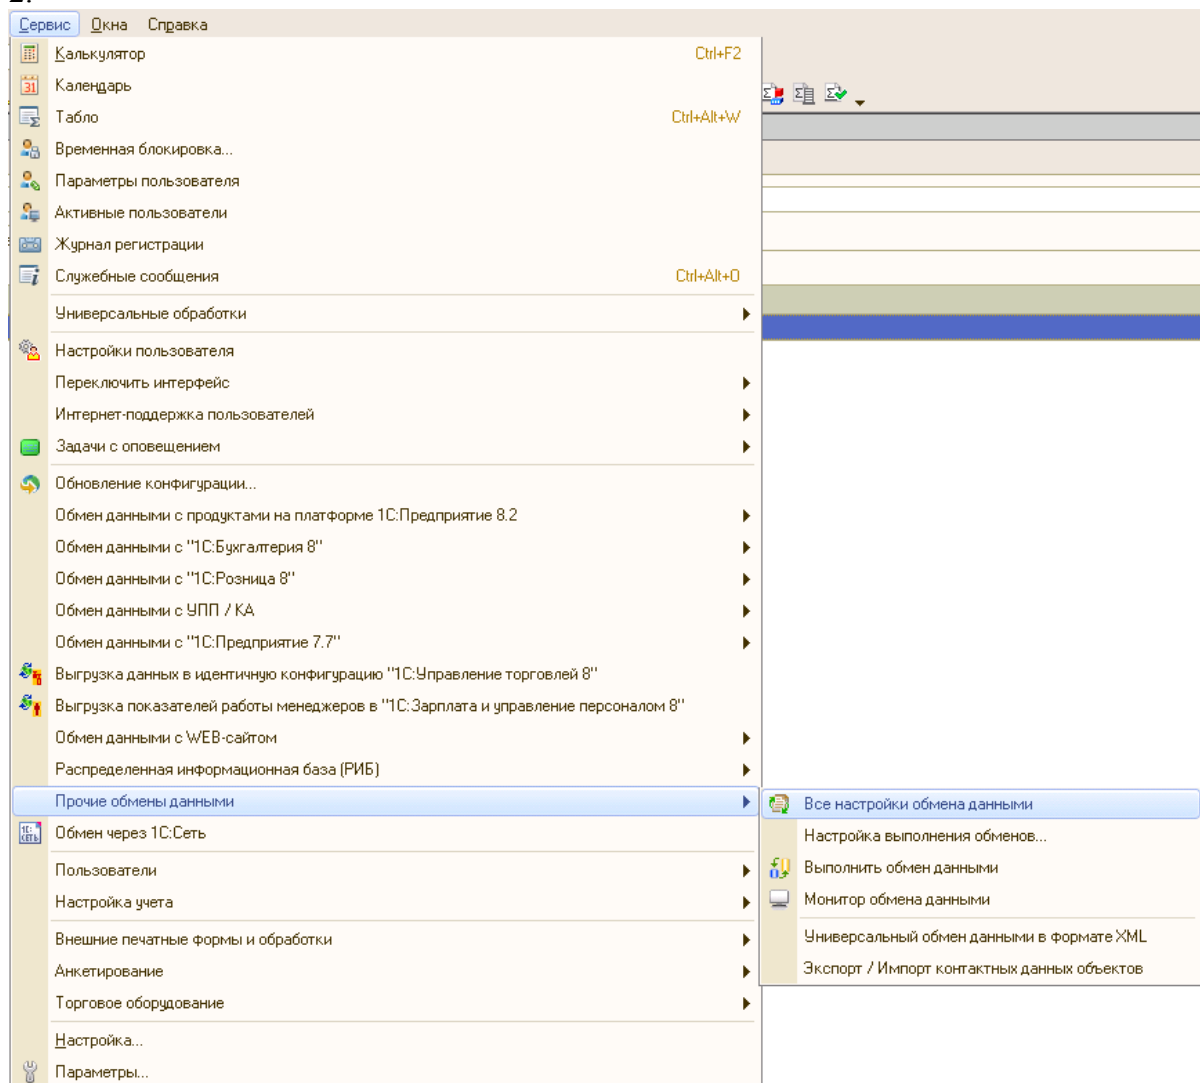 2.
Сервис Окна Справка
Калькулятор Ctrl+F2
Календарь
Табло Ctrl+Alt+W
Временная блокировка...
Параметры пользователя
Активные пользователи
Журнал регистрации
Служебные сообщения Ctrl+Alt+O
Универсальные обработки
Настройки пользователя
Переключить интерфейс
Интернет-поддержка пользователей
Задачи с оповещением
Обновление конфигурации...
Обмен данными с продуктами на платформе 1С:Предприятие 8.2
Обмен данными с "1С:Бухгалтерия 8"
Обмен данными с "1С:Розница 8"
Обмен данными с УПП / КА
Обмен данными с "1С:Предприятие 7.7"
Выгрузка данных в идентичную конфигурацию "1С:Управление торговлей 8"
Выгрузка показателей работы менеджеров в "1С:Зарплата и управление персоналом 8"
Обмен данными с WEB-сайтом
Распределенная информационная база (РИБ)
Прочие обмены данными
Обмен через 1С:Сеть
Пользователи
Настройка учета
Внешние печатные формы и обработки
Анкетирование
Торговое оборудование
Настройка...
Параметры...
Все настройки обмена данными
Настройка выполнения обменов...
Выполнить обмен данными
Монитор обмена данными
Универсальный обмен данными в формате XML
Экспорт / Импорт контактных данных объектов